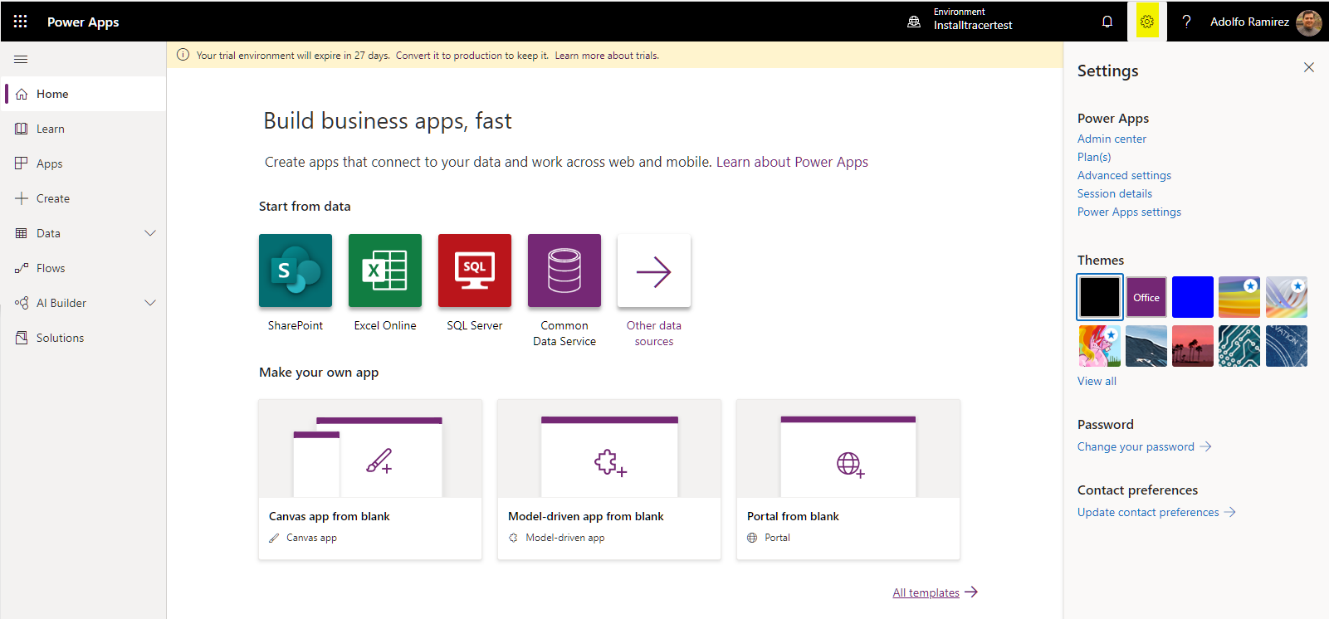 Power Apps
Environment
Installtracertest
?
Adolfo Ramirez
Home
Learn
Apps
Create
Data
Flows
AI Builder
Solutions
Your trial environment will expire in 27 days. Convert it to production to keep it. Learn more about trials.
Build business apps, fast
Create apps that connect to your data and work across web and mobile. Learn about Power Apps
Start from data
S
X
SQL
SharePoint
Excel Online
SQL Server
Common
Data Service
Other data
sources
Make your own app
Canvas app from blank
Canvas app
Model-driven app from blank
Model-driven app
Portal from blank
Portal
All templates
Settings
Power Apps
Admin center
Plan(s)
Advanced settings
Session details
Power Apps settings
Themes
Office
VATION
View all
Password
Change your password
Contact preferences
Update contact preferences